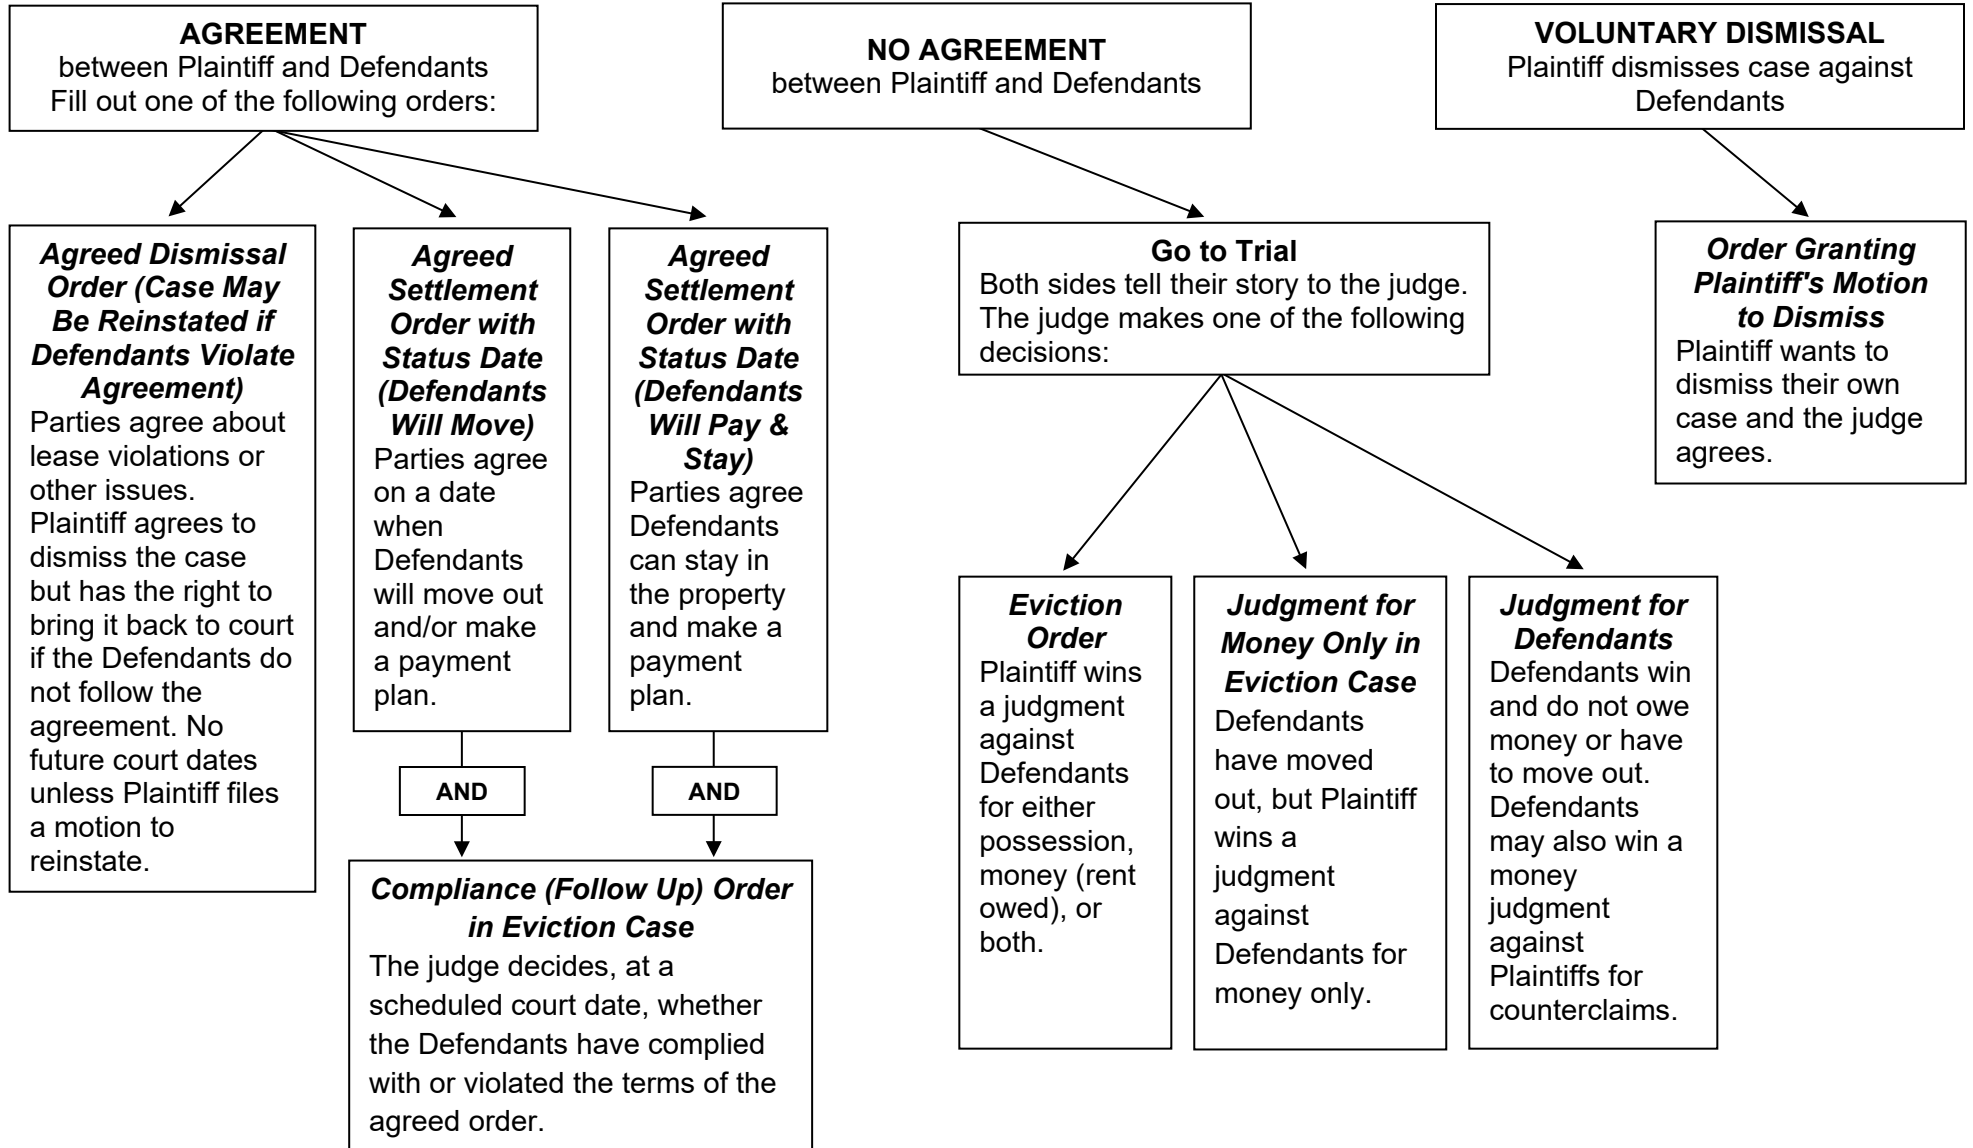 AGREEMENT
between Plaintiff and Defendants
Fill out one of the following orders:
NO AGREEMENT
between Plaintiff and Defendants
VOLUNTARY DISMISSAL
Plaintiff dismisses case against
Defendants
Agreed Dismissal
Order (Case May
Be Reinstated if
Defendants Violate
Agreement)
Parties agree about
lease violations or
other issues.
Plaintiff agrees to
dismiss the case
but has the right to
bring it back to court
if the Defendants do
not follow the
agreement. No
future court dates
unless Plaintiff files
a motion to
reinstate.
Agreed
Settlement
Order with
Status Date
(Defendants
Will Move)
Parties agree
on a date
when
Defendants
will move out
and/or make
a payment
plan.
Agreed
Settlement
Order with
Status Date
(Defendants
Will Pay &
Stay)
Parties agree
Defendants
can stay in
the property
and make a
payment
plan.
AND
AND
Compliance (Follow Up) Order
in Eviction Case
The judge decides, at a
scheduled court date, whether
the Defendants have complied
with or violated the terms of the
agreed order.
Go to Trial
Both sides tell their story to the judge.
The judge makes one of the following
decisions:
Eviction
Order
Plaintiff wins
a judgment
against
Defendants
for either
possession,
money (rent
owed), or
both.
Judgment for
Money Only in
Eviction Case
Defendants
have moved
out, but Plaintiff
wins a
judgment
against
Defendants for
money only.
Judgment for
Defendants
Defendants win
and do not owe
money or have
to move out.
Defendants
may also win a
money
judgment
against
Plaintiffs for
counterclaims.
Order Granting
Plaintiff's Motion
to Dismiss
Plaintiff wants to
dismiss their own
case and the judge
agrees.